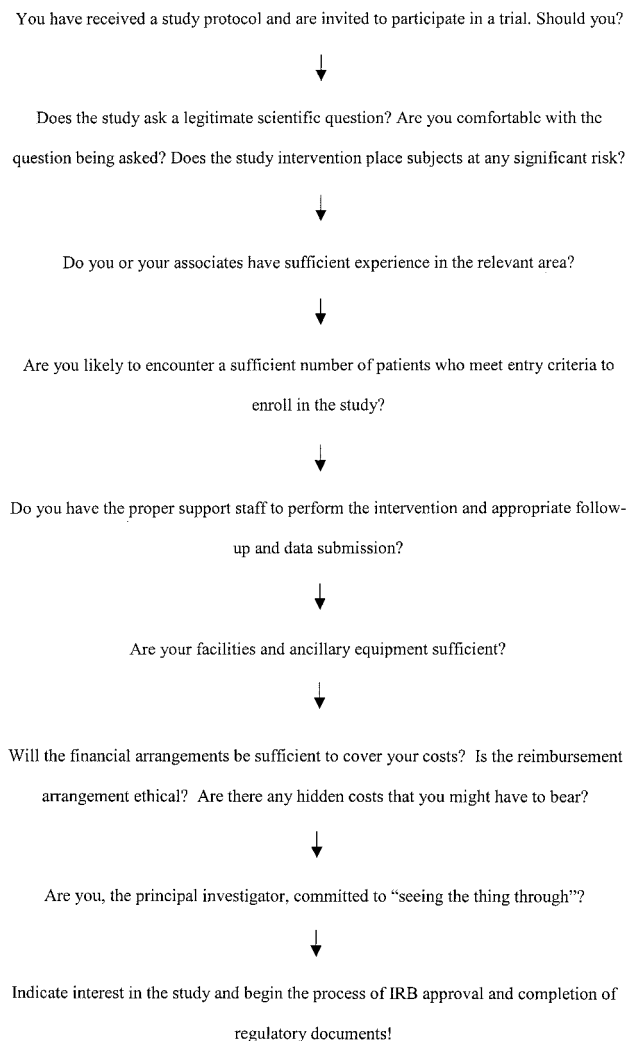 You have received a study protocol and are invited to participate in a trial. Should you?
Does the study ask a legitimate scientific question? Are you comfortable with the
question being asked? Does the study intervention place subjects at any significant risk?
Do you or your associates have sufficient experience in the relevant area?
Are you likely to encounter a sufficient number of patients who meet entry criteria to
enroll in the study?
Do you have the proper support staff to perform the intervention and appropriate follow-
up and data submission?
Are your facilities and ancillary equipment sufficient?
Will the financial arrangements be sufficient to cover your costs? Is the reimbursement
arrangement ethical? Are there any hidden costs that you might have to bear?
Are you, the principal investigator, committed to “seeing the thing through”?
Indicate interest in the study and begin the process of IRB approval and completion of
regulatory documents!